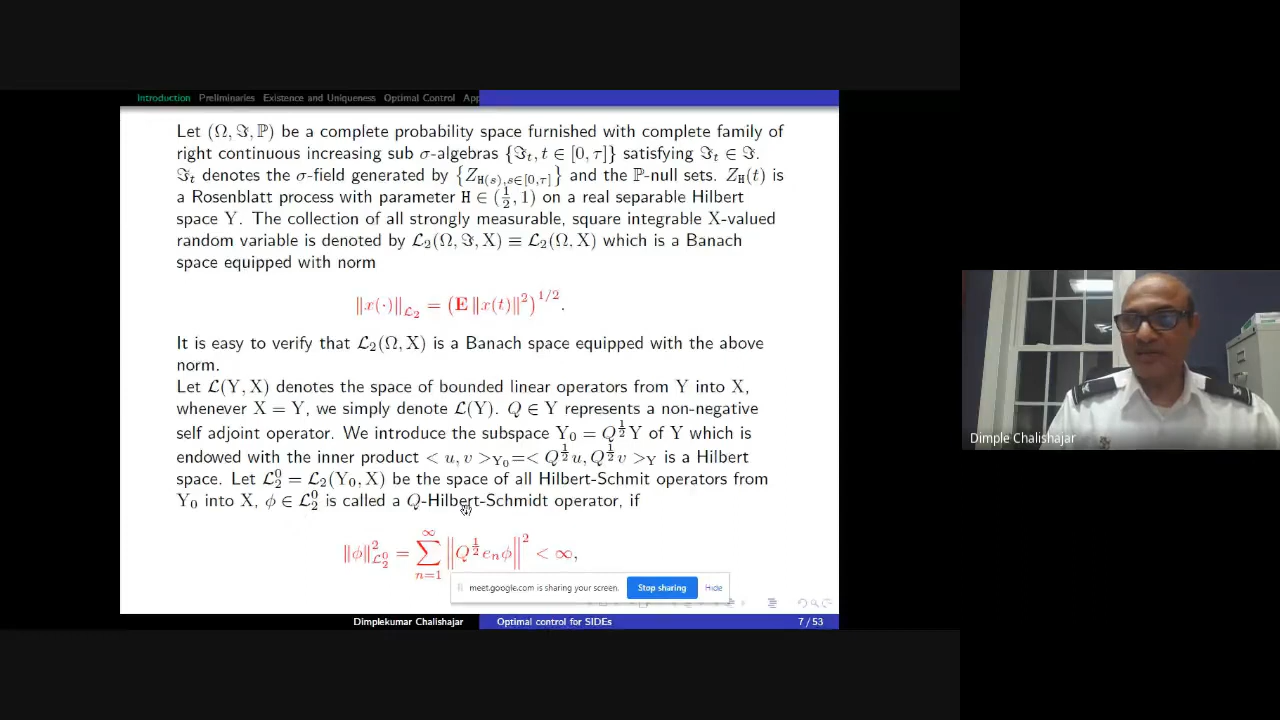 Introduction Preliminaries Existence and Uniqueness Optimal Control App
Let (Ω, ℑ, ℙ) be a complete probability space furnished with complete family of
right continuous increasing sub σ-algebras {ℑ_t, t ∈ [0, τ]} satisfying ℑ_t ∈ ℑ.
ℑ_t denotes the σ-field generated by {Z_{H(s),s∈[0,τ]}} and the ℙ-null sets. Z_H(t) is
a Rosenblatt process with parameter H ∈ (1/2, 1) on a real separable Hilbert
space Y. The collection of all strongly measurable, square integrable X-valued
random variable is denoted by ℒ_2(Ω, ℑ, X) ≡ ℒ_2(Ω, X) which is a Banach
space equipped with norm
‖x(·)‖_{ℒ_2} = (E ‖x(t)‖^2)^{1/2}.
It is easy to verify that ℒ_2(Ω, X) is a Banach space equipped with the above
norm.
Let ℒ(Y, X) denotes the space of bounded linear operators from Y into X,
whenever X = Y, we simply denote ℒ(Y). Q ∈ Y represents a non-negative
self adjoint operator. We introduce the subspace Y_0 = Q^{1/2}Y of Y which is
endowed with the inner product < u, v >_{Y_0}=< Q^{1/2}u, Q^{1/2}v >_Y is a Hilbert
space. Let ℒ_2^0 = ℒ_2(Y_0, X) be the space of all Hilbert-Schmit operators from
Y_0 into X, ϕ ∈ ℒ_2^0 is called a Q-Hilbert-Schmidt operator, if
‖ϕ‖^2_{ℒ_2^0} = ∑_{n=1}^{∞} ‖Q^{1/2}e_nϕ‖^2 < ∞,
meet.google.com is sharing your screen. Stop sharing Hide
Dimplekumar Chalishajar Optimal control for SIDEs 7 / 53
Dimple Chalishajar